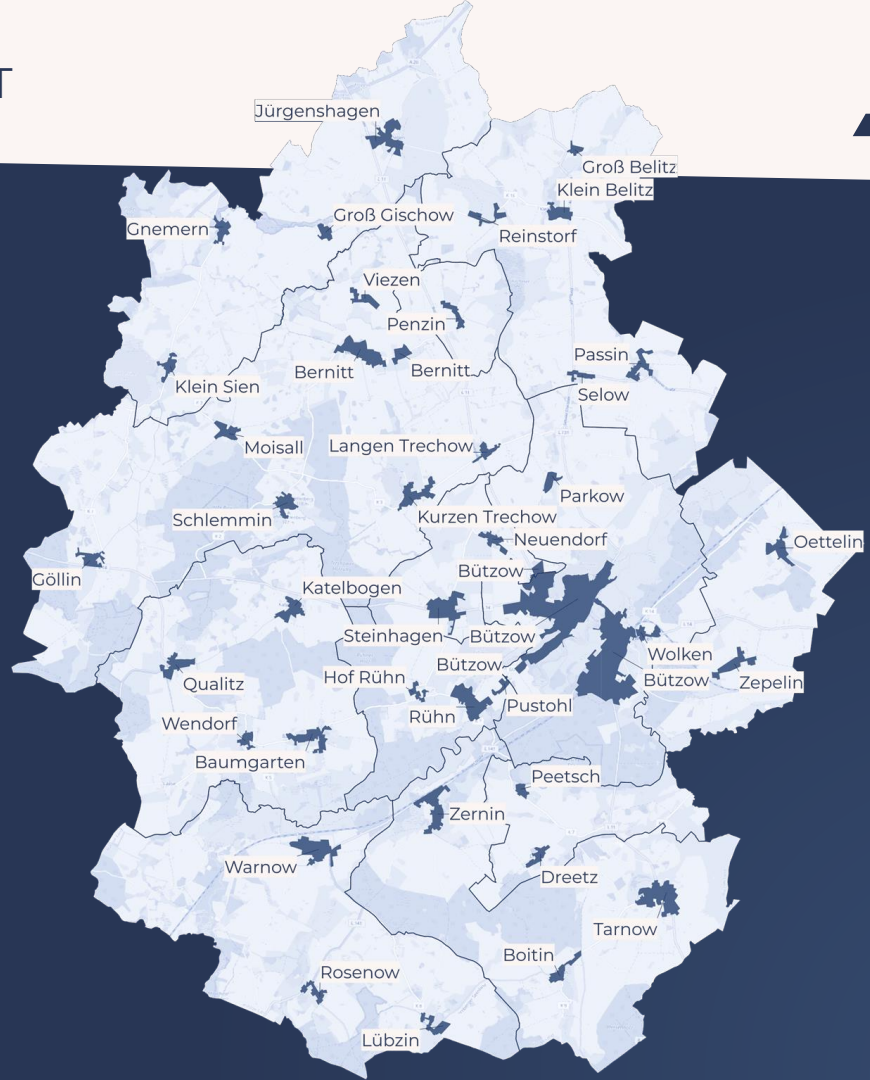 T
Jürgenshagen
Groß Belitz
Klein Belitz
Groß Gischow
Gnemern
Reinstorf
Viezen
Penzin
Passin
Bernitt
Bernitt
Klein Sien
Selow
Moisall
Langen Trechow
Parkow
Schlemmin
Kurzen Trechow
Neuendorf
Oettelin
Göllin
Bützow
Katelbogen
Steinhagen
Bützow
Wolken
Bützow
Hof Rühn
Bützow
Zepelin
Qualitz
Pustohl
Rühn
Wendorf
Baumgarten
Peetsch
Zernin
Warnow
Dreetz
Tarnow
Boitin
Rosenow
Lübzin